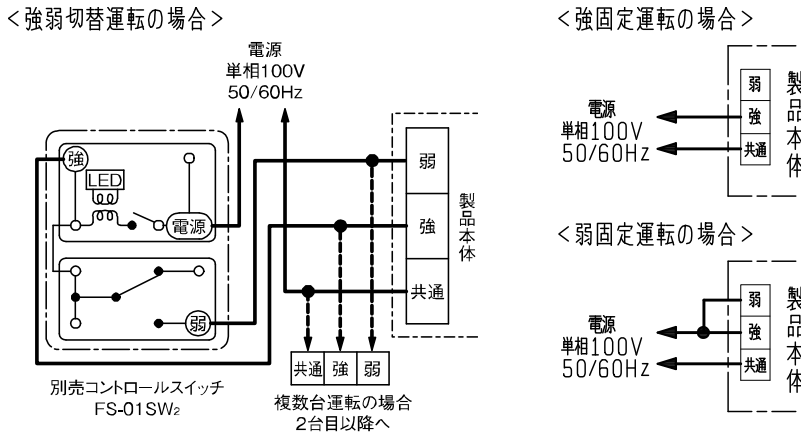 ＜強弱切替運転の場合＞
電源
単相100V
50/60Hz
強
LED
電源
弱
弱
強
共通
製品本体
共通 強 弱
別売コントロールスイッチ
FS-01SW₂
複数台運転の場合
2台目以降へ
＜強固定運転の場合＞
電源
単相100V
50/60Hz
弱
強
共通
製品本体
＜弱固定運転の場合＞
電源
単相100V
50/60Hz
弱
強
共通
製品本体